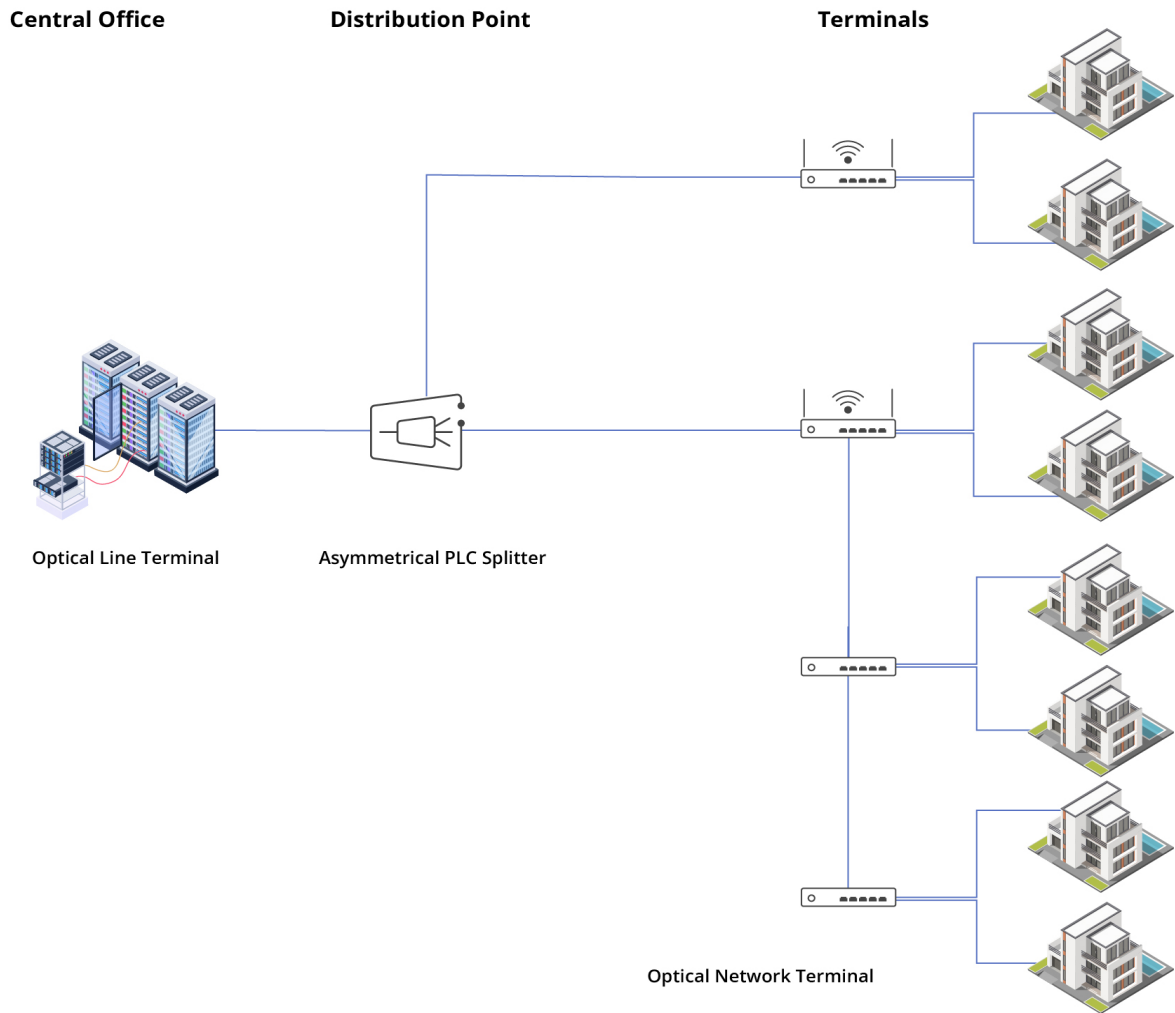 Central Office
Distribution Point
Terminals
Optical Line Terminal
Asymmetrical PLC Splitter
Optical Network Terminal